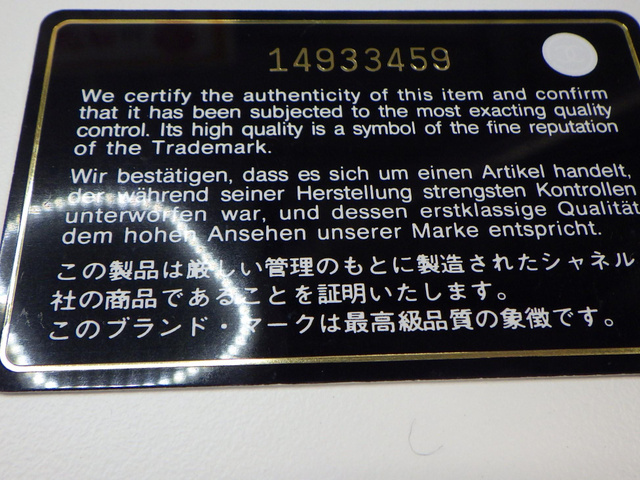 14933459
We certify the authenticity of this item and confirm
that it has been subjected to the most exacting quality
control. Its high quality is a symbol of the fine reputation
of the Trademark.
Wir bestätigen, dass es sich um einen Artikel handelt,
der während seiner Herstellung strengsten Kontrollen
unterworfen war, und dessen erstklassige Qualität
dem hohen Ansehen unserer Marke entspricht.
この製品は厳しい管理のもとに製造されたシャネル
社の商品であることを証明いたします。
このブランド・マークは最高級品質の象徴です。